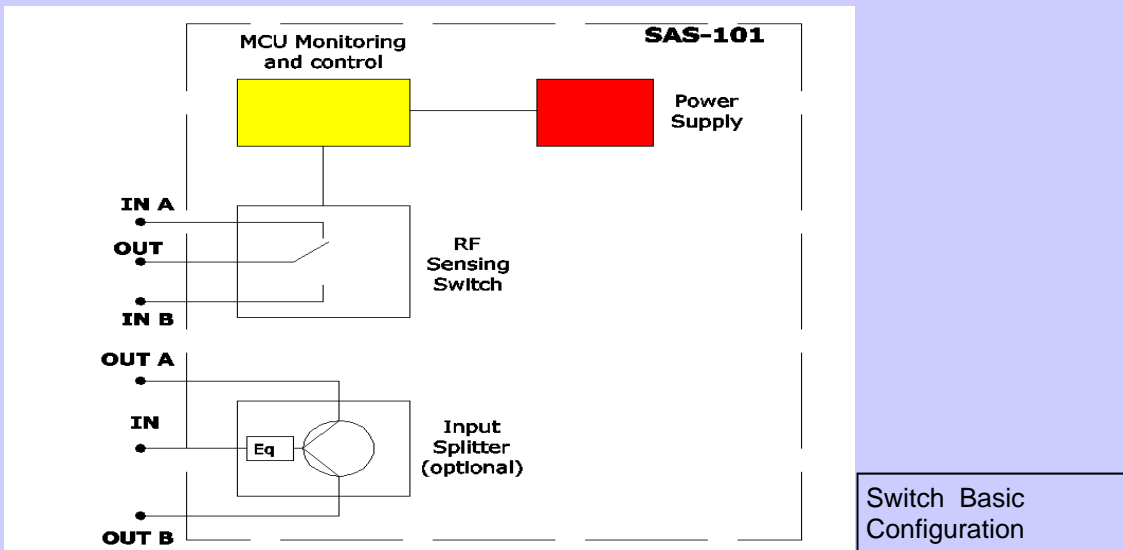 SAS-101
MCU Monitoring
and control
Power
Supply
IN A
OUT
IN B
RF
Sensing
Switch
OUT A
IN
OUT B
Eq
Input
Splitter
(optional)
Switch Basic
Configuration